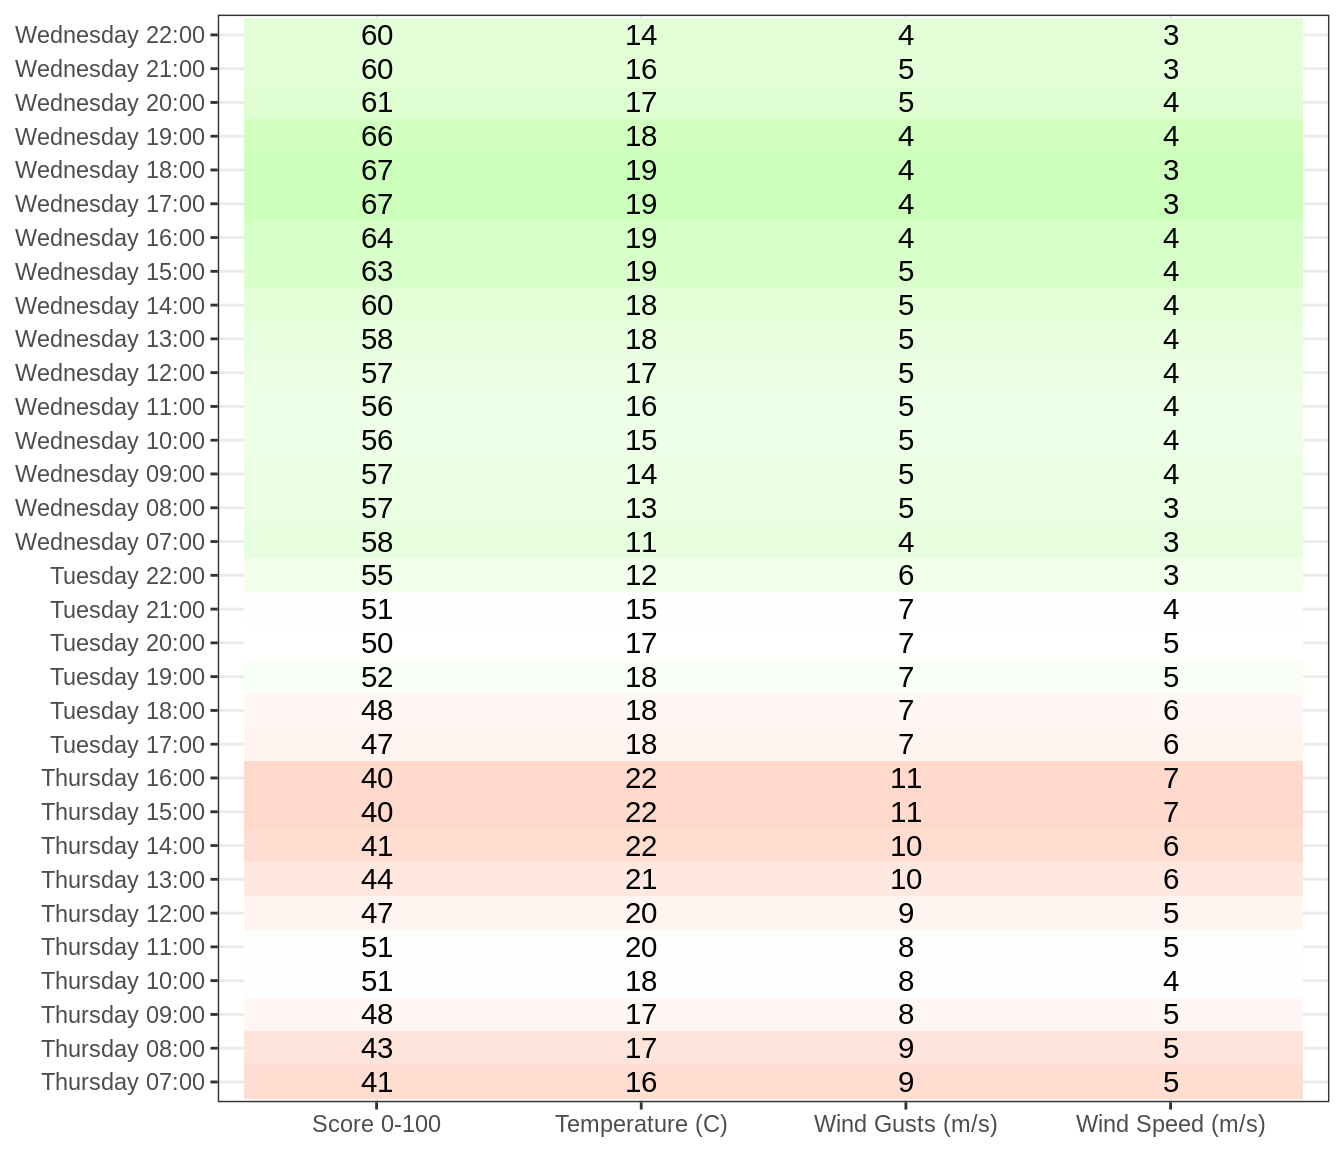 Wednesday 22:00 60 14 4 3
Wednesday 21:00 60 16 5 3
Wednesday 20:00 61 17 5 4
Wednesday 19:00 66 18 4 4
Wednesday 18:00 67 19 4 3
Wednesday 17:00 67 19 4 3
Wednesday 16:00 64 19 4 4
Wednesday 15:00 63 19 5 4
Wednesday 14:00 60 18 5 4
Wednesday 13:00 58 18 5 4
Wednesday 12:00 57 17 5 4
Wednesday 11:00 56 16 5 4
Wednesday 10:00 56 15 5 4
Wednesday 09:00 57 14 5 4
Wednesday 08:00 57 13 5 3
Wednesday 07:00 58 11 4 3
Tuesday 22:00 55 12 6 3
Tuesday 21:00 51 15 7 4
Tuesday 20:00 50 17 7 5
Tuesday 19:00 52 18 7 5
Tuesday 18:00 48 18 7 6
Tuesday 17:00 47 18 7 6
Thursday 16:00 40 22 11 7
Thursday 15:00 40 22 11 7
Thursday 14:00 41 22 10 6
Thursday 13:00 44 21 10 6
Thursday 12:00 47 20 9 5
Thursday 11:00 51 20 8 5
Thursday 10:00 51 18 8 4
Thursday 09:00 48 17 8 5
Thursday 08:00 43 17 9 5
Thursday 07:00 41 16 9 5
Score 0-100 Temperature (C) Wind Gusts (m/s) Wind Speed (m/s)